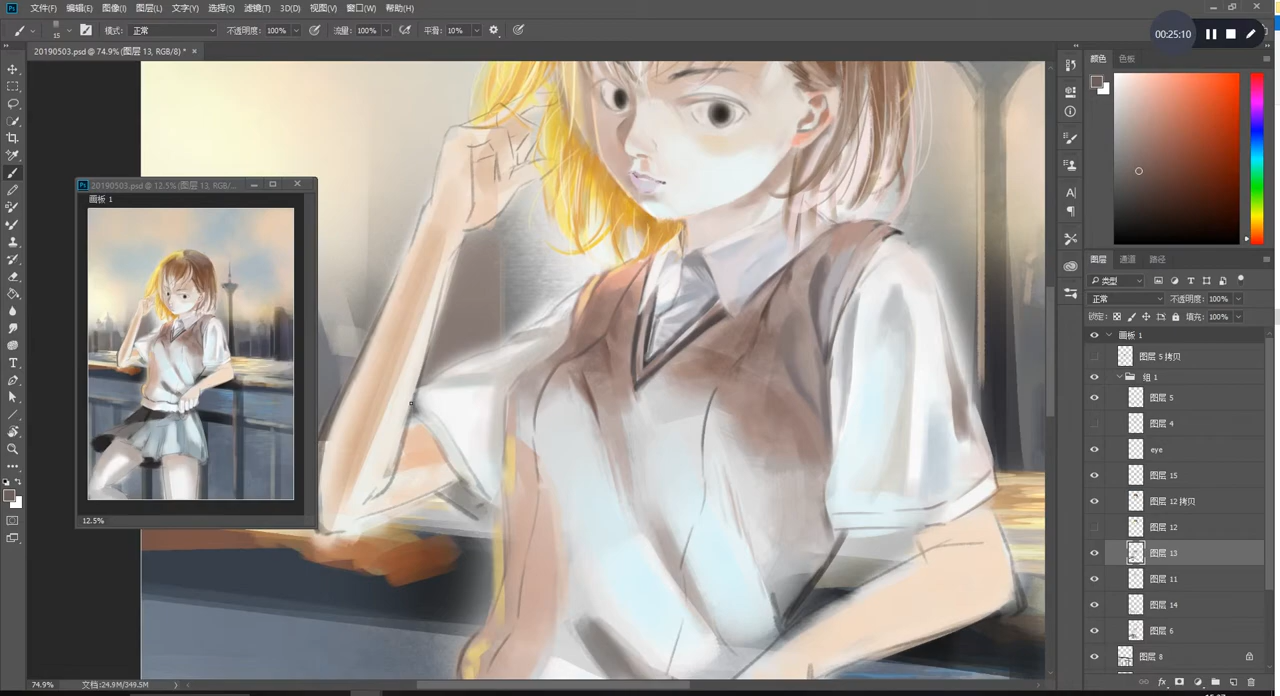 Ps 文件(F) 编辑(E) 图像(I) 图层(L) 文字(Y) 选择(S) 滤镜(T) 3D(D) 视图(V) 窗口(W) 帮助(H)
15 模式: 正常 不透明度: 100% 流量: 100% 平滑: 10%
00:25:10
20190503.psd @ 74.9%(图层 13, RGB/8) * ×
20190503.psd @ 12.5%(图层 13, RGB/...
画板 1
12.5%
74.9% 文档:24.9M/349.5M
颜色 色板
图层 通道 路径
类型
正常 不透明度: 100%
锁定: 填充: 100%
画板 1
图层 5 拷贝
组 1
图层 5
图层 4
eye
图层 15
图层 12 拷贝
图层 12
图层 13
图层 11
图层 14
图层 6
图层 8